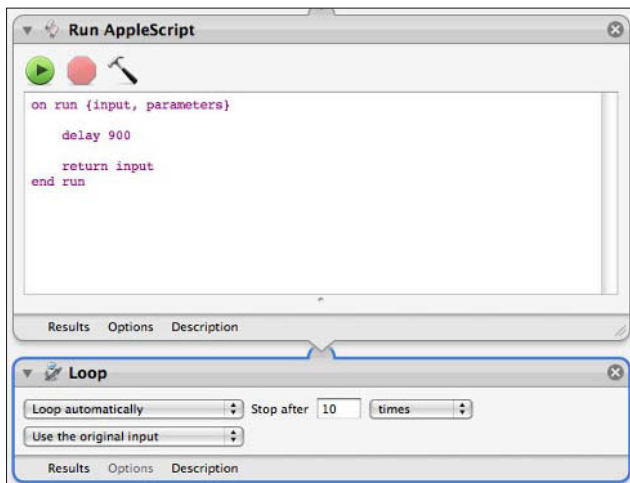 Run AppleScript
on run {input, parameters}
delay 900
return input
end run
Results Options Description
Loop
Loop automatically Stop after 10 times
Use the original input
Results Options Description